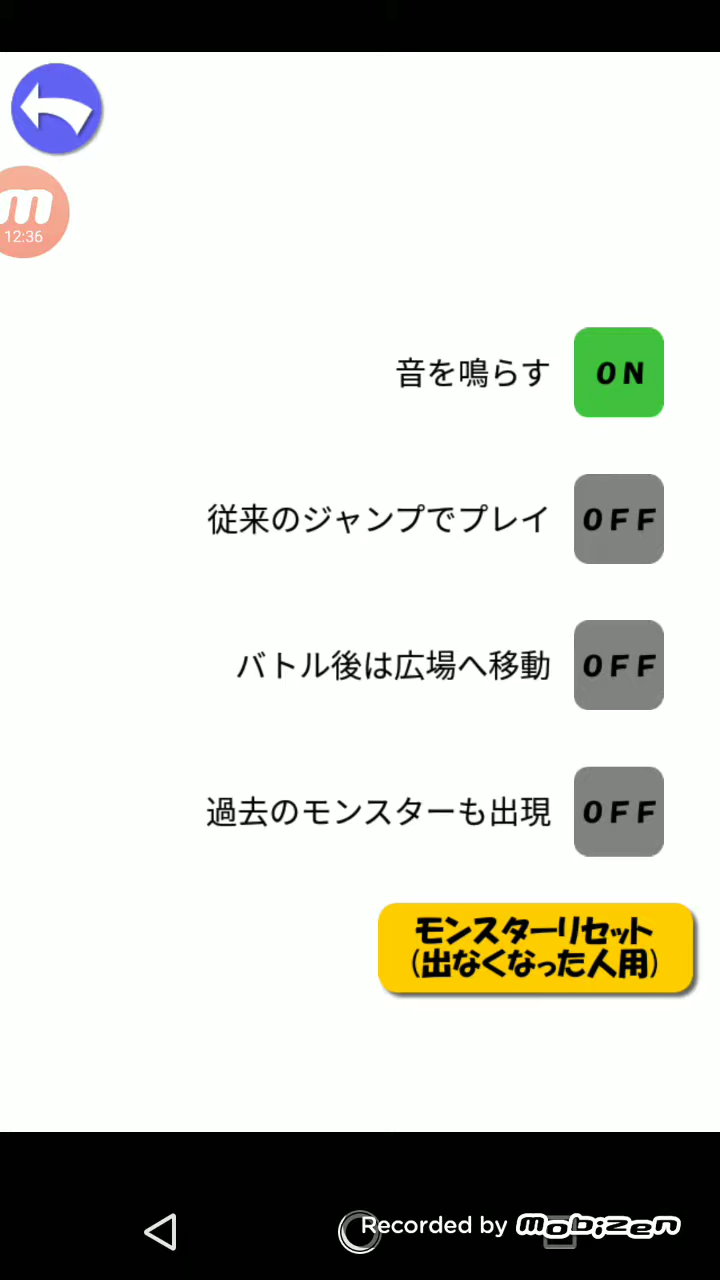 m
12:36
音を鳴らす ON
従来のジャンプでプレイ OFF
バトル後は広場へ移動 OFF
過去のモンスターも出現 OFF
モンスターリセット
(出なくなった人用)
Recorded by mobizen